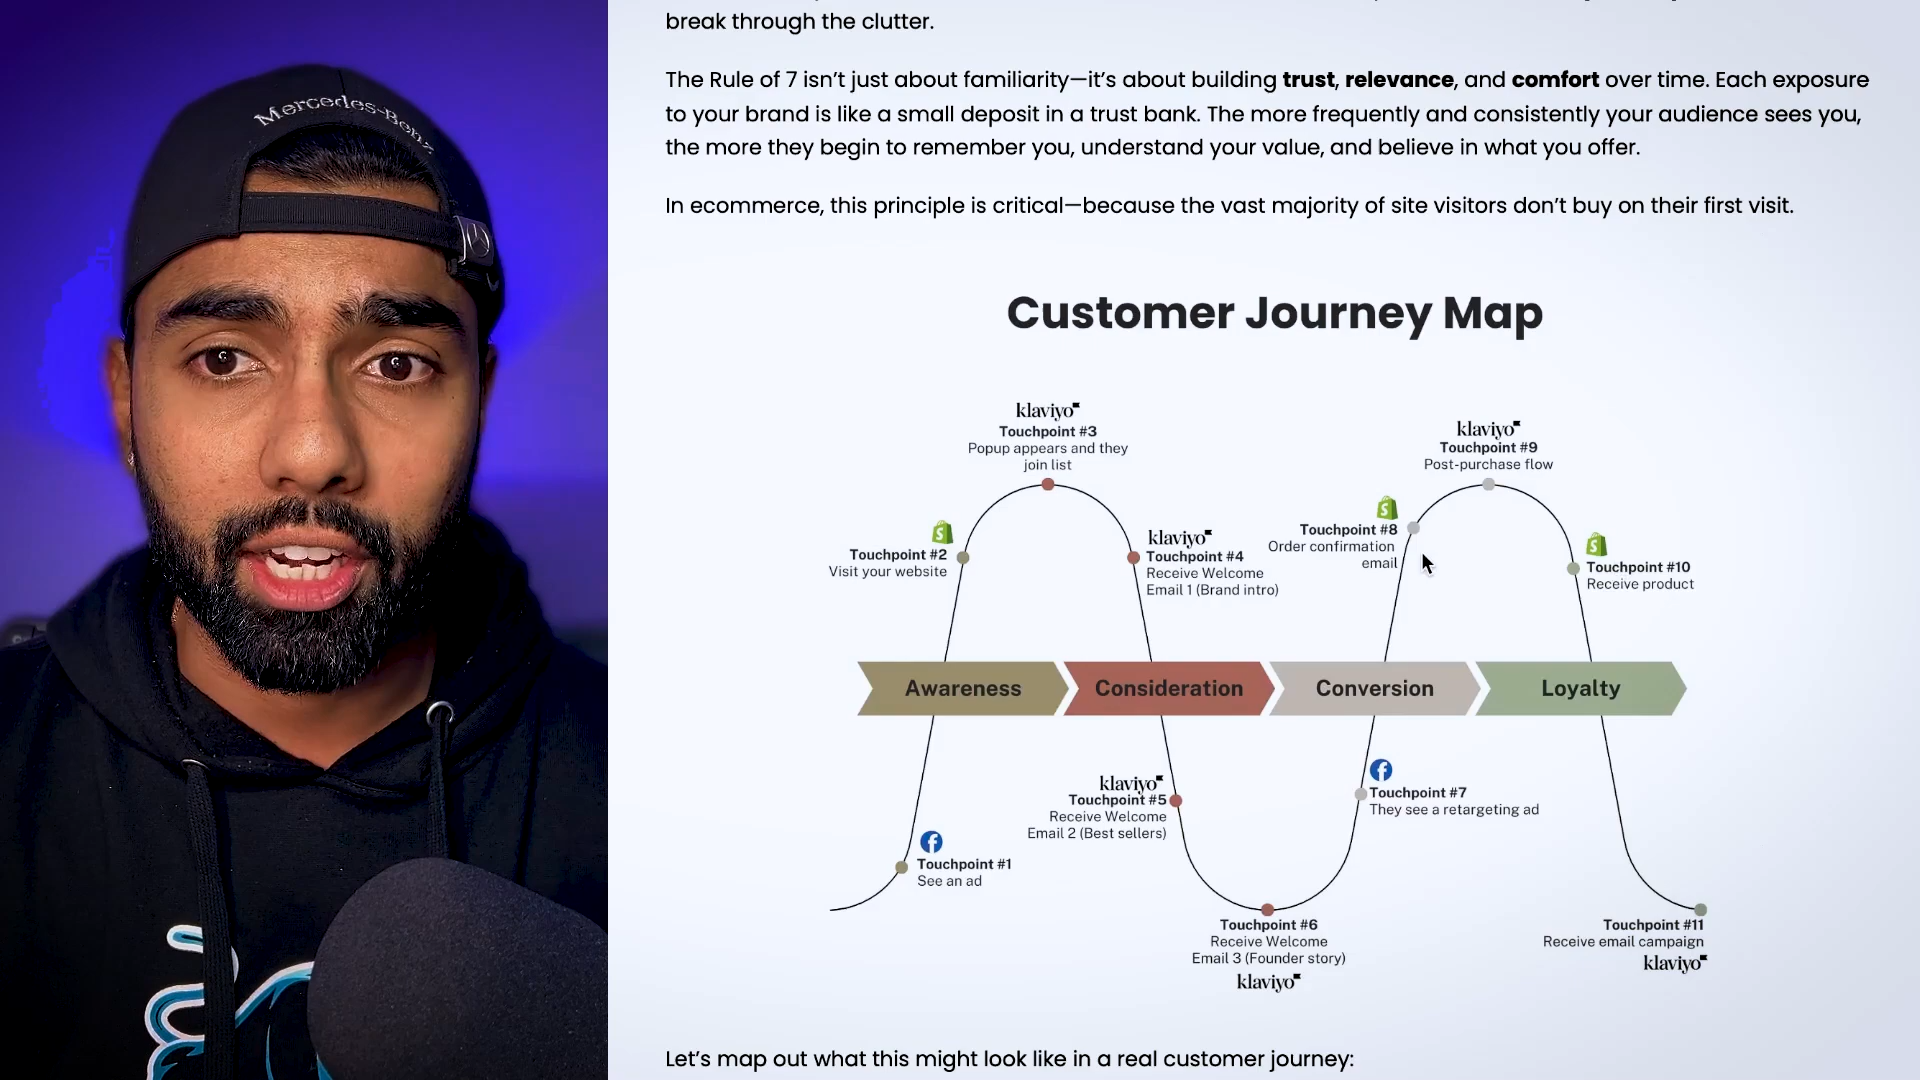 Mercedes-Benz
break through the clutter.
The Rule of 7 isn't just about familiarity—it's about building trust, relevance, and comfort over time. Each exposure
to your brand is like a small deposit in a trust bank. The more frequently and consistently your audience sees you,
the more they begin to remember you, understand your value, and believe in what you offer.
In ecommerce, this principle is critical—because the vast majority of site visitors don't buy on their first visit.
Customer Journey Map
klaviyo
Touchpoint #3
Popup appears and they
join list
klaviyo
Touchpoint #9
Post-purchase flow
Touchpoint #2
Visit your website
klaviyo
Touchpoint #4
Receive Welcome
Email 1 (Brand intro)
Touchpoint #8
Order confirmation
email
Touchpoint #10
Receive product
Awareness
Consideration
Conversion
Loyalty
klaviyo
Touchpoint #5
Receive Welcome
Email 2 (Best sellers)
Touchpoint #7
They see a retargeting ad
Touchpoint #1
See an ad
Touchpoint #6
Receive Welcome
Email 3 (Founder story)
klaviyo
Touchpoint #11
Receive email campaign
klaviyo
Let's map out what this might look like in a real customer journey: